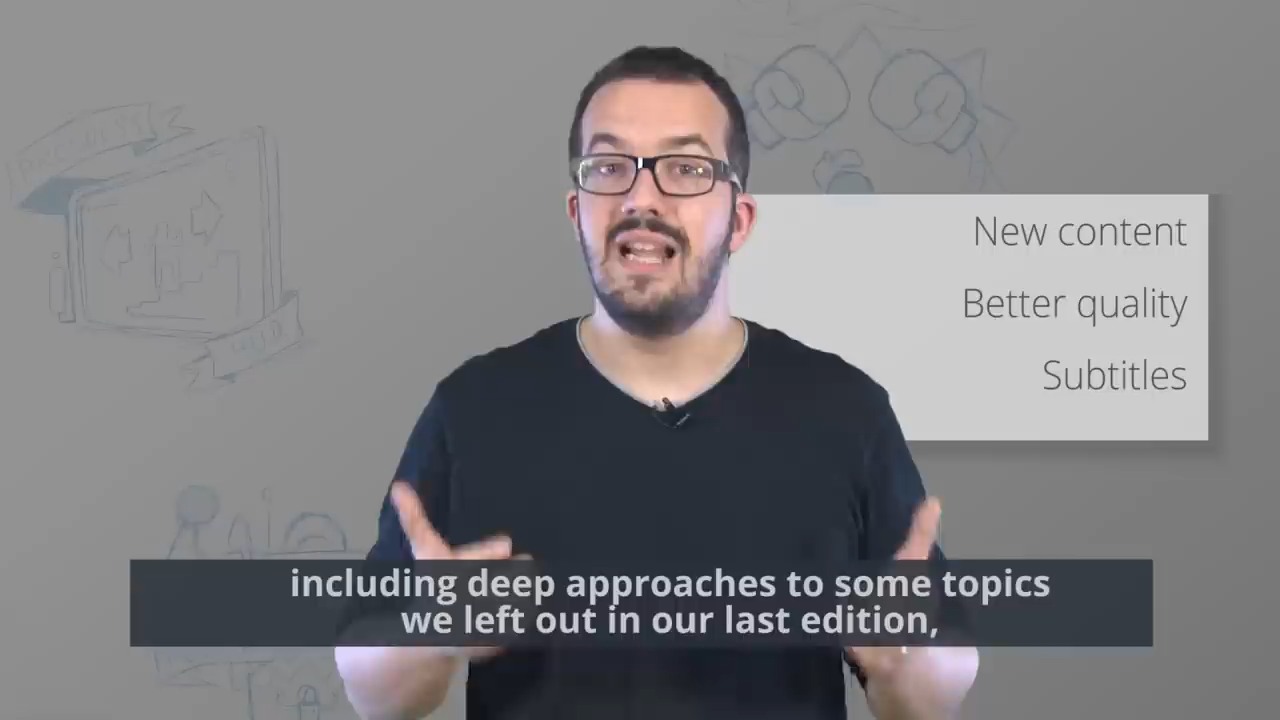 New content
Better quality
Subtitles
including deep approaches to some topics
we left out in our last edition,